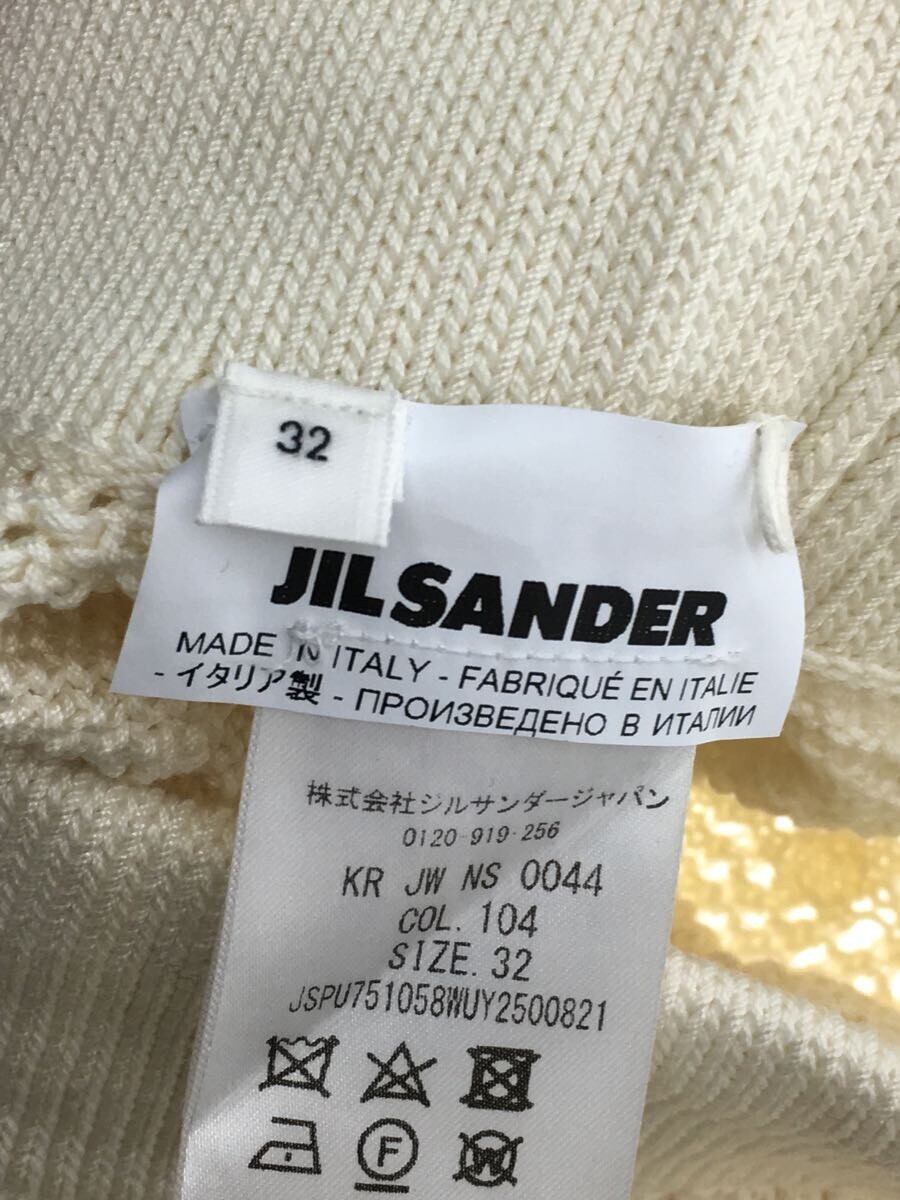 32
JIL SANDER
MADE IN ITALY - FABRIQUÉ EN ITALIE
- イタリア製 - ПРОИЗВЕДЕНО В ИТАЛИИ
株式会社ジルサンダージャパン
0120-919-256
KR JW NS 0044
COL. 104
SIZE. 32
JSPU751058WUY2500821
F W